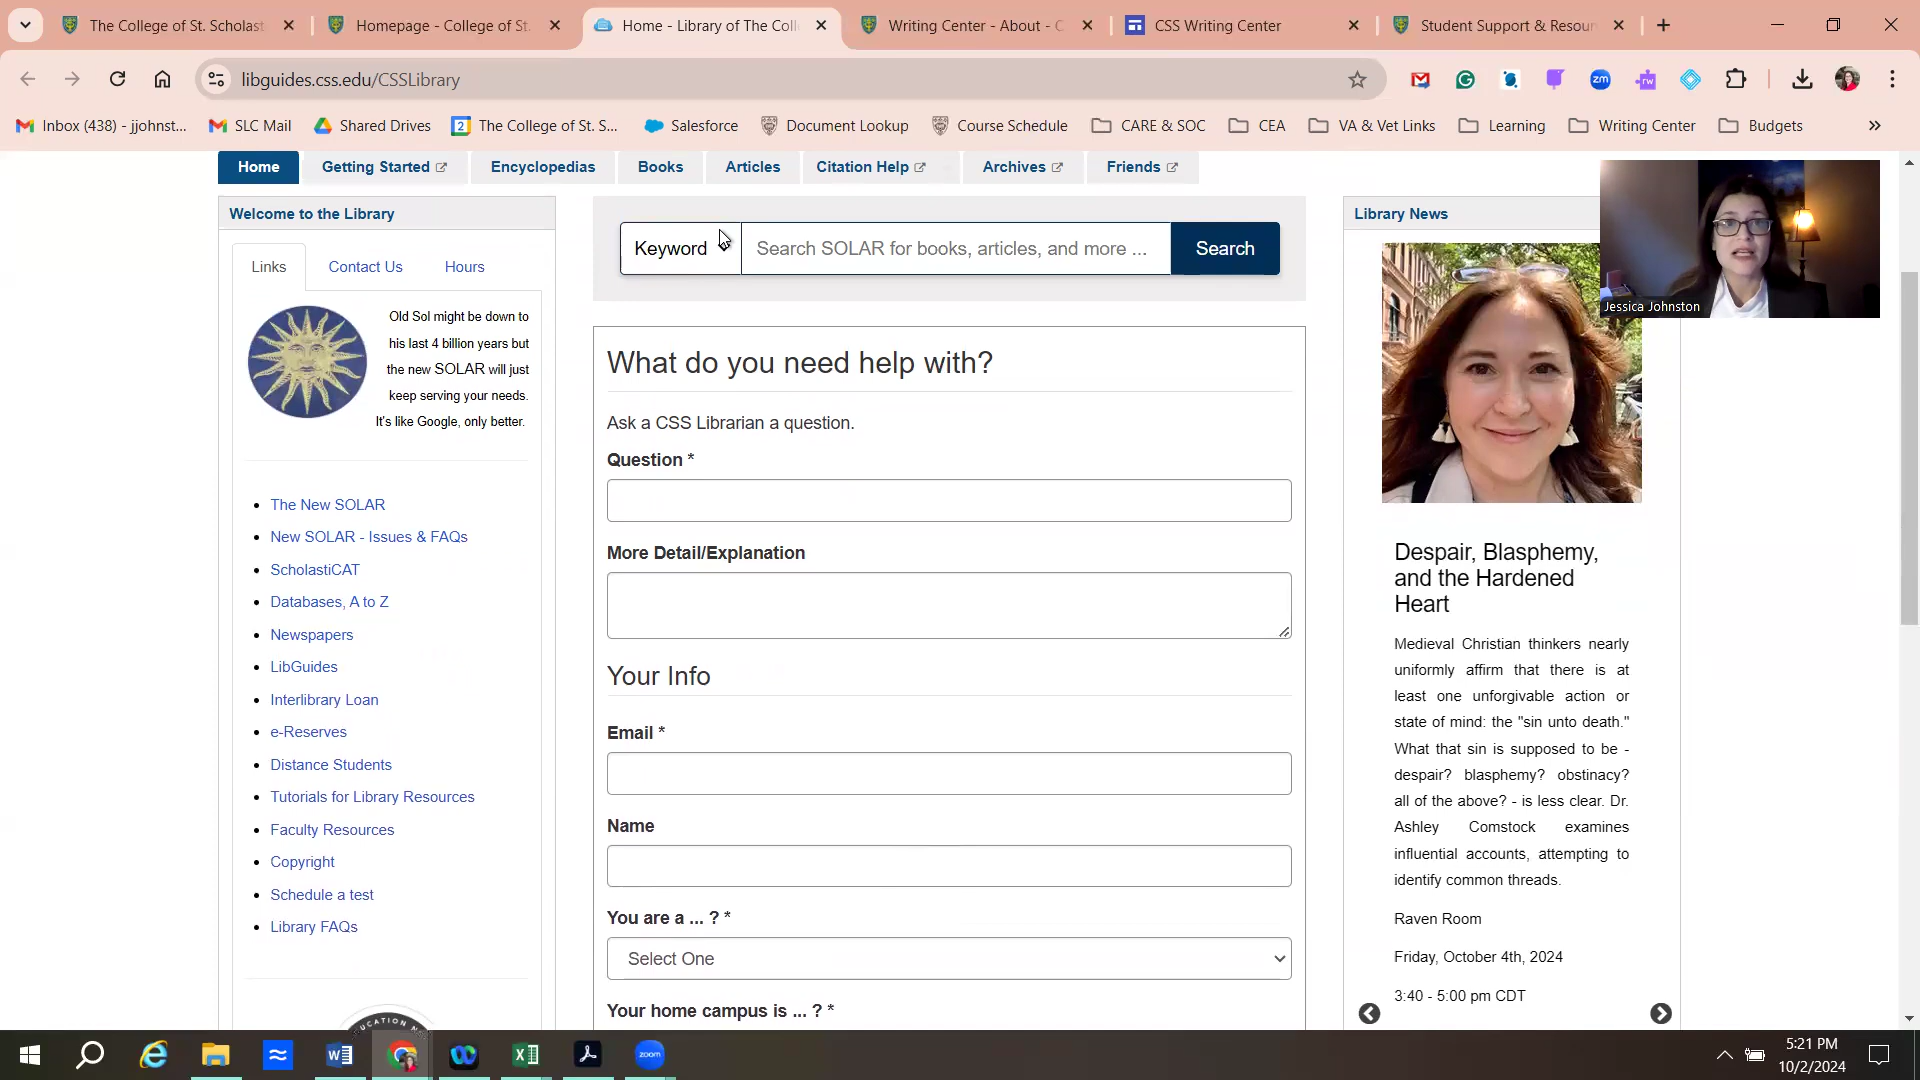 The College of St. Scholast
Homepage - College of St.
Home - Library of The Coll
Writing Center - About - C
CSS Writing Center
Student Support & Resour
libguides.css.edu/CSSLibrary
zm
rw
Inbox (438) - jjohnst...
SLC Mail
Shared Drives
2
The College of St. S...
Salesforce
Document Lookup
Course Schedule
CARE & SOC
CEA
VA & Vet Links
Learning
Writing Center
Budgets
Home
Getting Started
Encyclopedias
Books
Articles
Citation Help
Archives
Friends
Welcome to the Library
Links
Contact Us
Hours
Old Sol might be down to
his last 4 billion years but
the new SOLAR will just
keep serving your needs.
It's like Google, only better.
The New SOLAR
New SOLAR - Issues & FAQs
ScholastiCAT
Databases, A to Z
Newspapers
LibGuides
Interlibrary Loan
e-Reserves
Distance Students
Tutorials for Library Resources
Faculty Resources
Copyright
Schedule a test
Library FAQs
Keyword
Search SOLAR for books, articles, and more ...
Search
What do you need help with?
Ask a CSS Librarian a question.
Question *
More Detail/Explanation
Your Info
Email *
Name
You are a ... ? *
Select One
Your home campus is ... ? *
Library News
Jessica Johnston
Despair, Blasphemy,
and the Hardened
Heart
Medieval Christian thinkers nearly
uniformly affirm that there is at
least one unforgivable action or
state of mind: the "sin unto death."
What that sin is supposed to be -
despair? blasphemy? obstinacy?
all of the above? - is less clear. Dr.
Ashley Comstock examines
influential accounts, attempting to
identify common threads.
Raven Room
Friday, October 4th, 2024
3:40 - 5:00 pm CDT
zoom
5:21 PM
10/2/2024